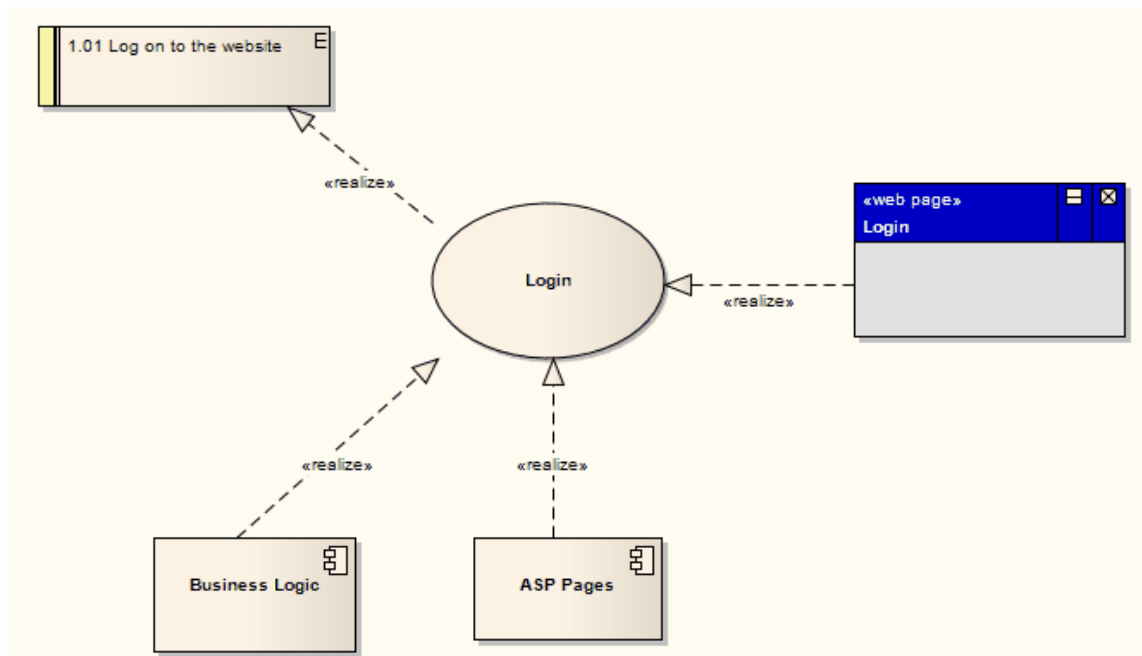 1.01 Log on to the website
E
«realize»
«web page»
Login
Login
«realize»
«realize»
«realize»
Business Logic
ASP Pages